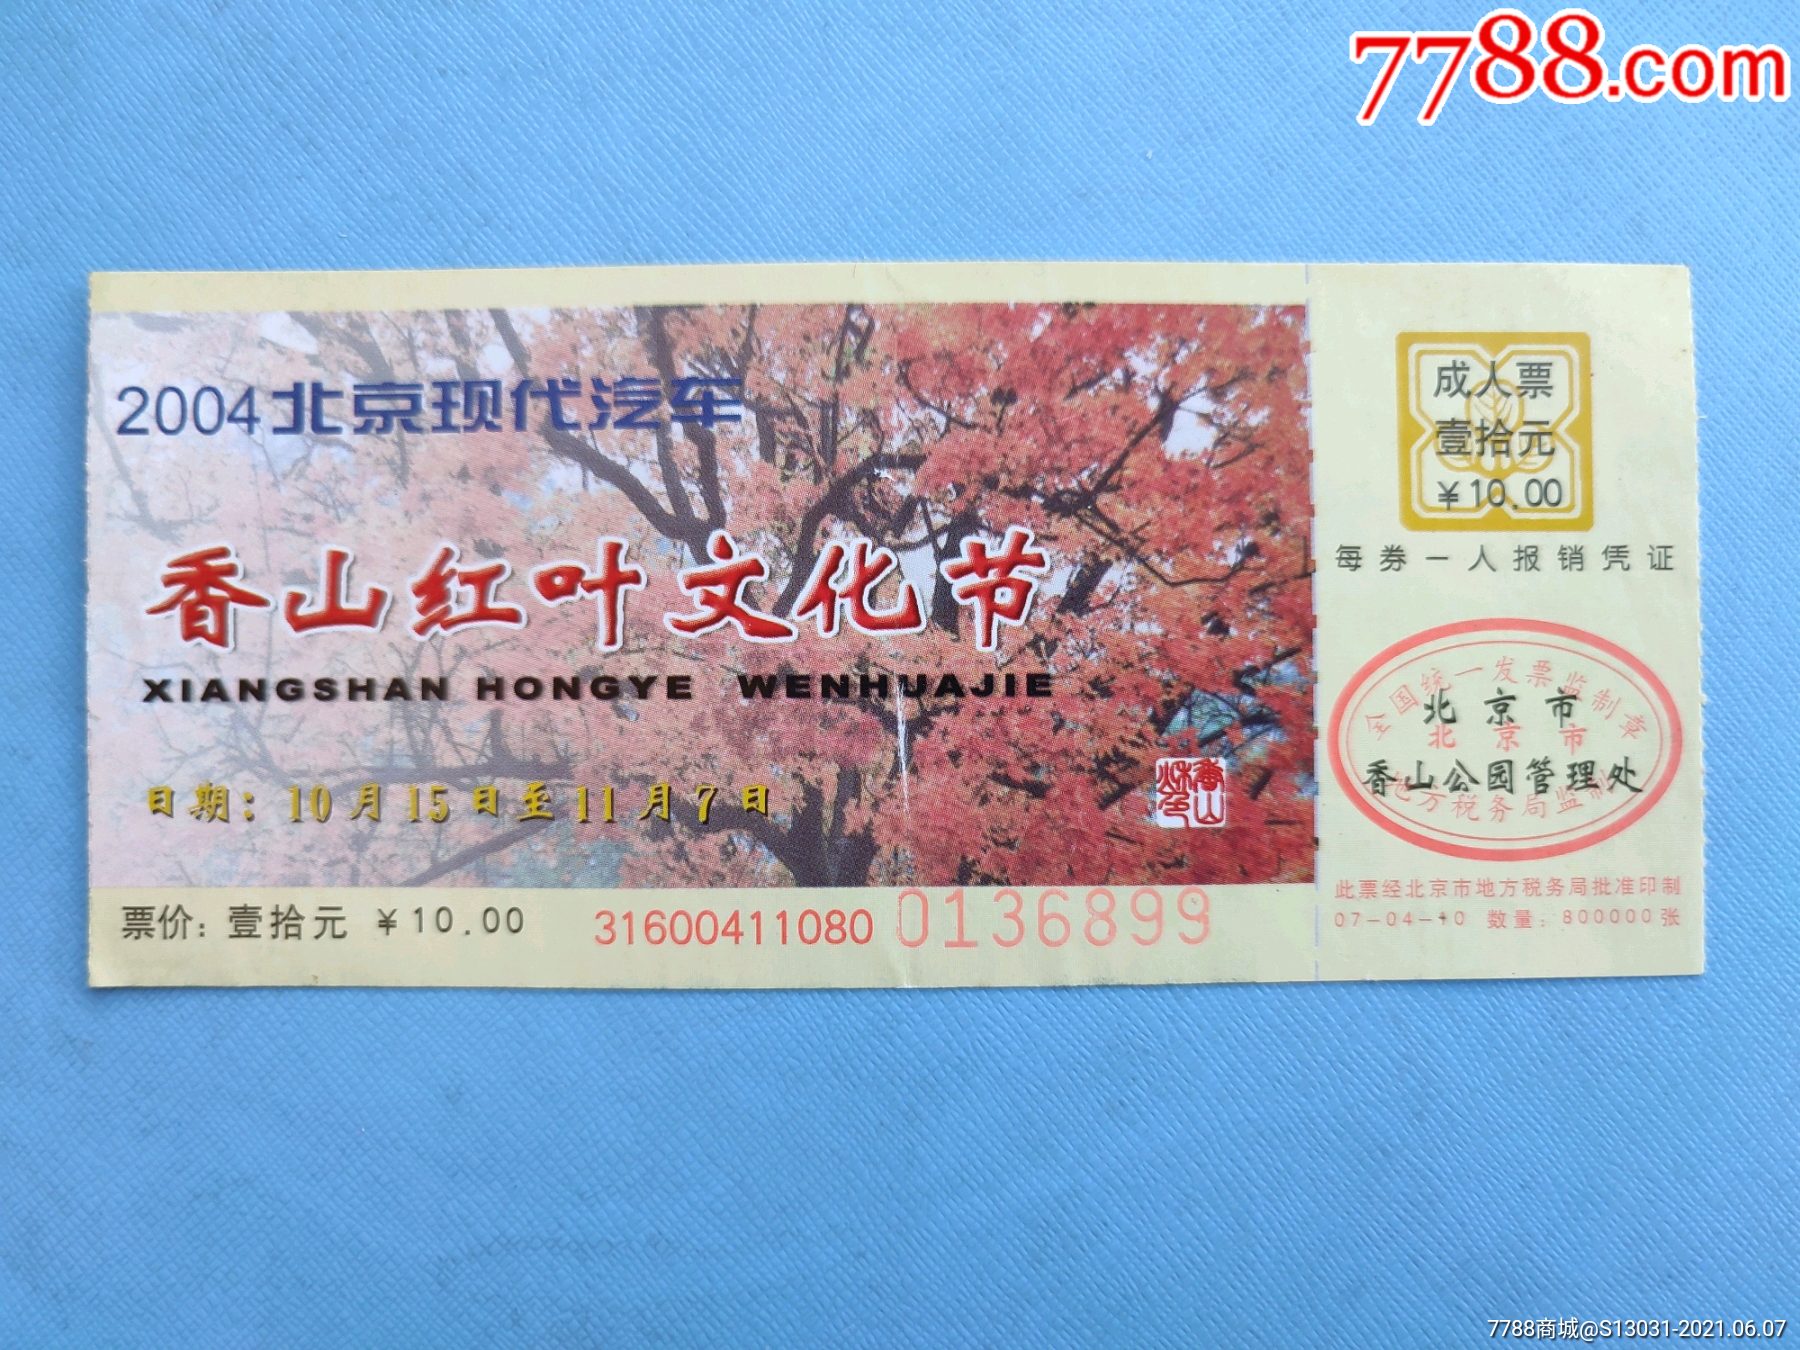 7788.com
2004北京现代汽车
香山红叶文化节
XIANGSHAN HONGYE WENHUAJIE
日期：10月15日至11月7日
香山
票价：壹拾元 ￥10.00
31600411080 0136899
成人票
壹拾元
￥10.00
每券一人报销凭证
全国统一发票监制章
北京市
北京市
香山公园管理处
地方税务局监制
此票经北京市地方税务局批准印制
07-04-10 数量：800000张
7788商城@S13031-2021.06.07